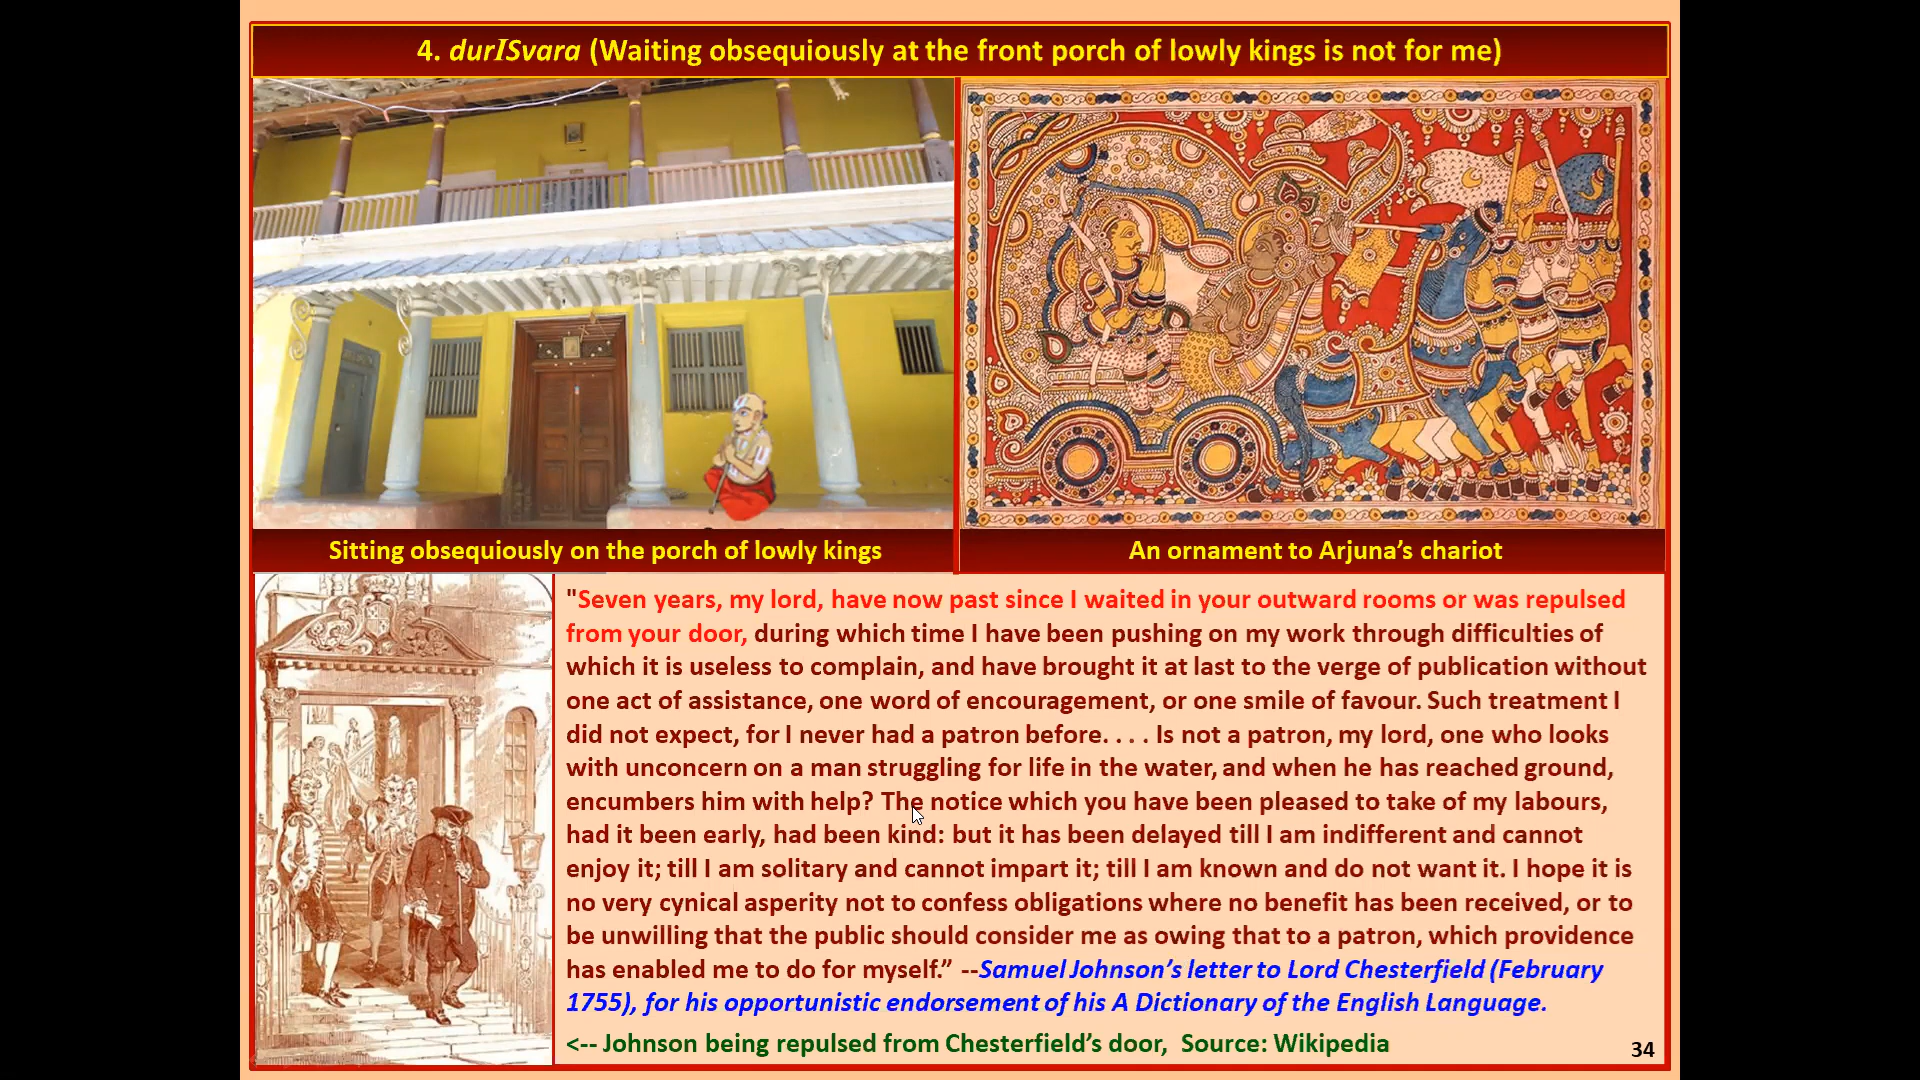 4. durISvara (Waiting obsequiously at the front porch of lowly kings is not for me)
Sitting obsequiously on the porch of lowly kings
An ornament to Arjuna’s chariot
"Seven years, my lord, have now past since I waited in your outward rooms or was repulsed
from your door, during which time I have been pushing on my work through difficulties of
which it is useless to complain, and have brought it at last to the verge of publication without
one act of assistance, one word of encouragement, or one smile of favour. Such treatment I
did not expect, for I never had a patron before. . . . Is not a patron, my lord, one who looks
with unconcern on a man struggling for life in the water, and when he has reached ground,
encumbers him with help? The notice which you have been pleased to take of my labours,
had it been early, had been kind: but it has been delayed till I am indifferent and cannot
enjoy it; till I am solitary and cannot impart it; till I am known and do not want it. I hope it is
no very cynical asperity not to confess obligations where no benefit has been received, or to
be unwilling that the public should consider me as owing that to a patron, which providence
has enabled me to do for myself.” --Samuel Johnson’s letter to Lord Chesterfield (February
1755), for his opportunistic endorsement of his A Dictionary of the English Language.
<-- Johnson being repulsed from Chesterfield’s door, Source: Wikipedia
34